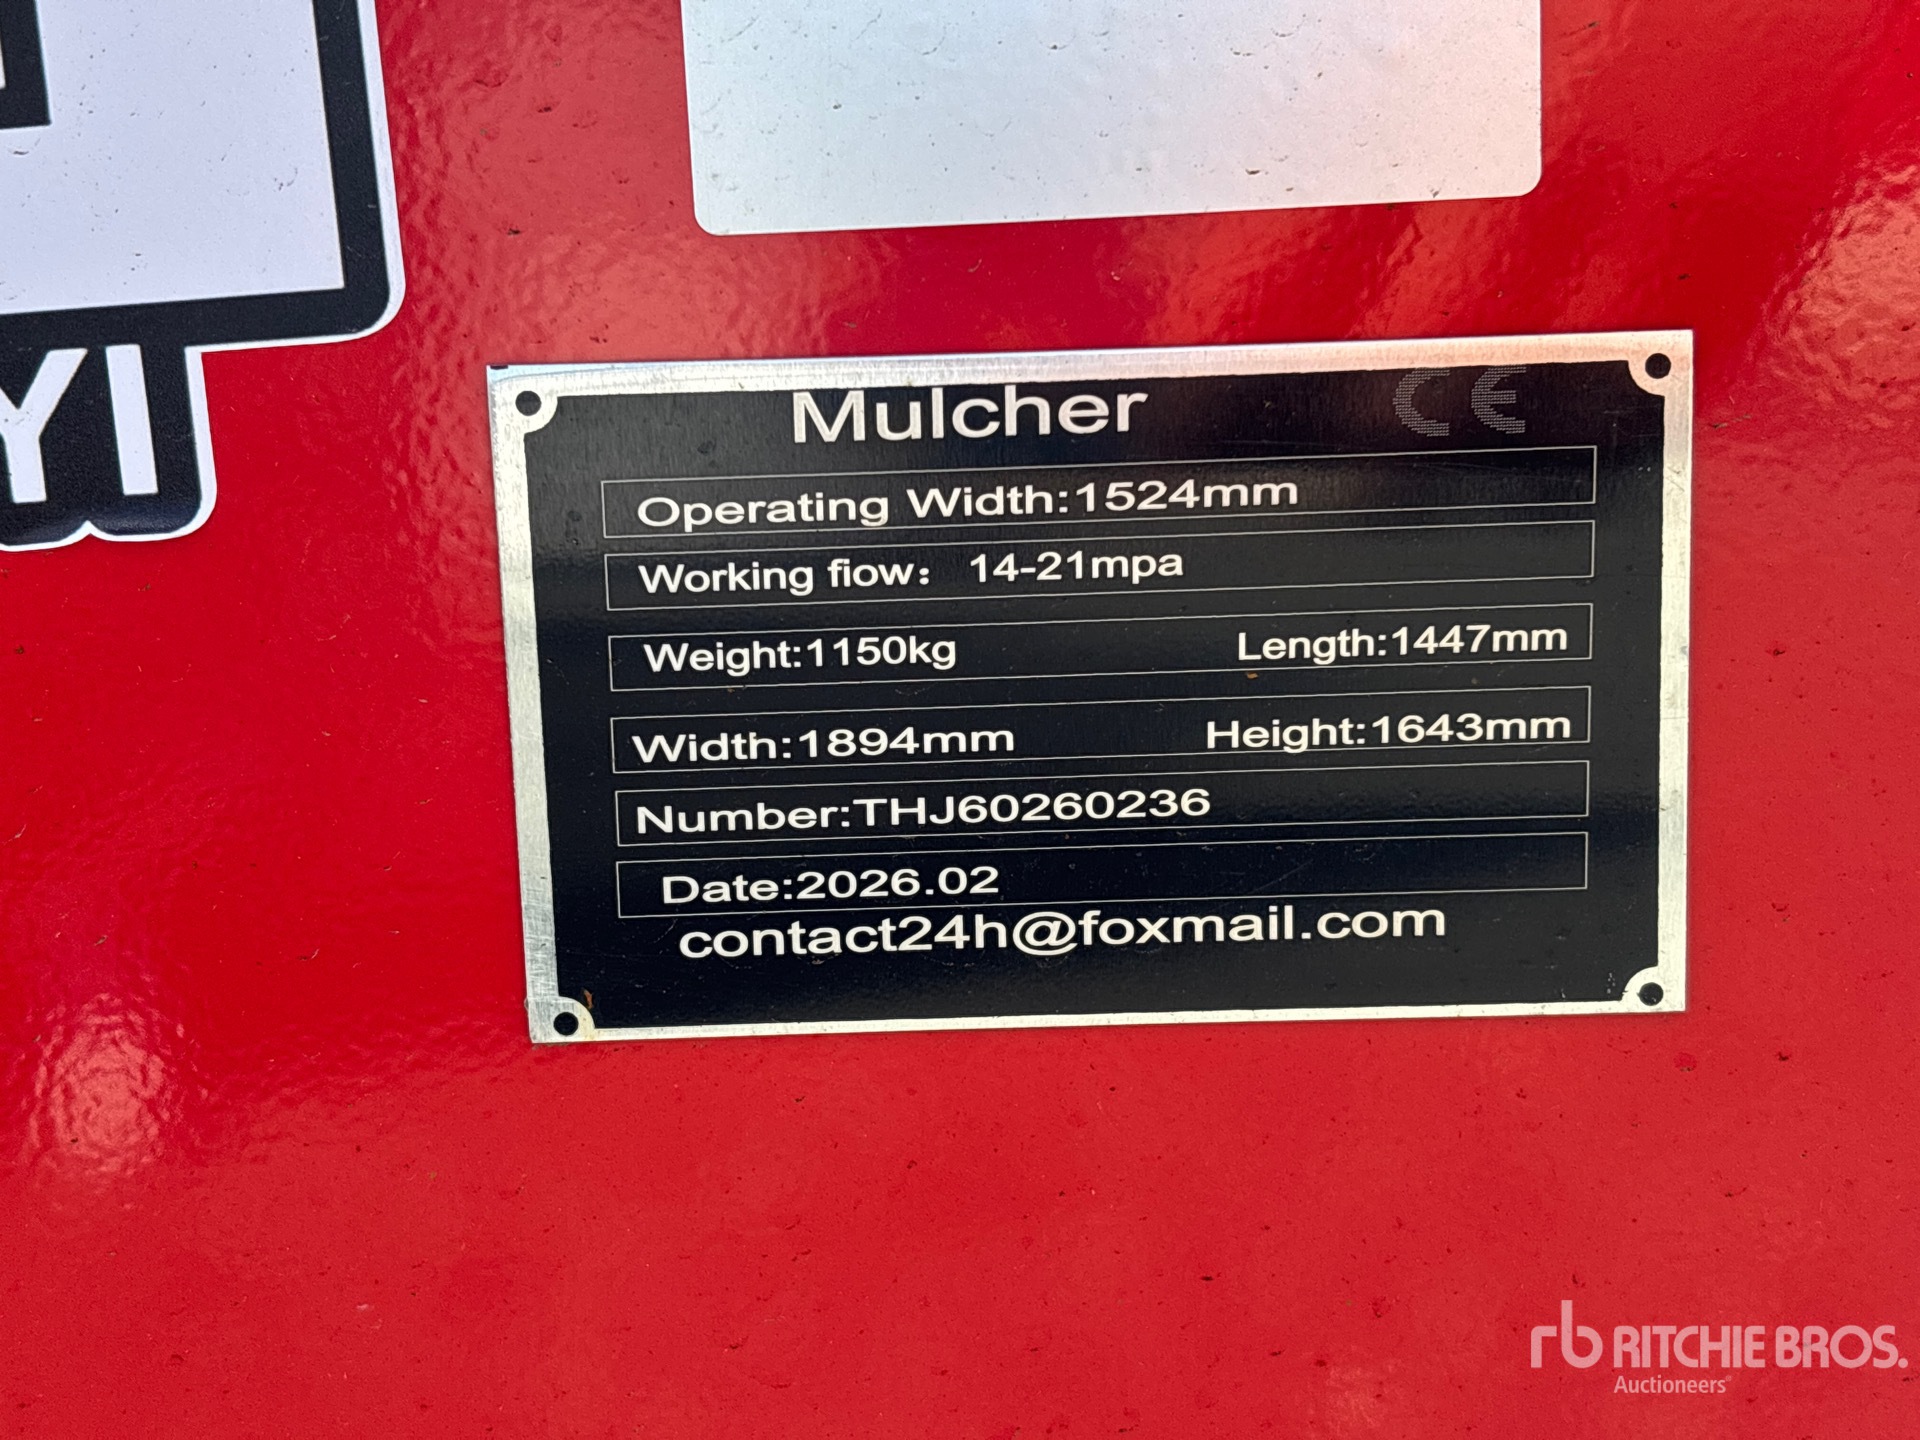 YI
Mulcher CE
Operating Width:1524mm
Working fiow: 14-21mpa
Weight:1150kg Length:1447mm
Width:1894mm Height:1643mm
Number:THJ60260236
Date:2026.02
contact24h@foxmail.com
rb RITCHIE BROS.
Auctioneers